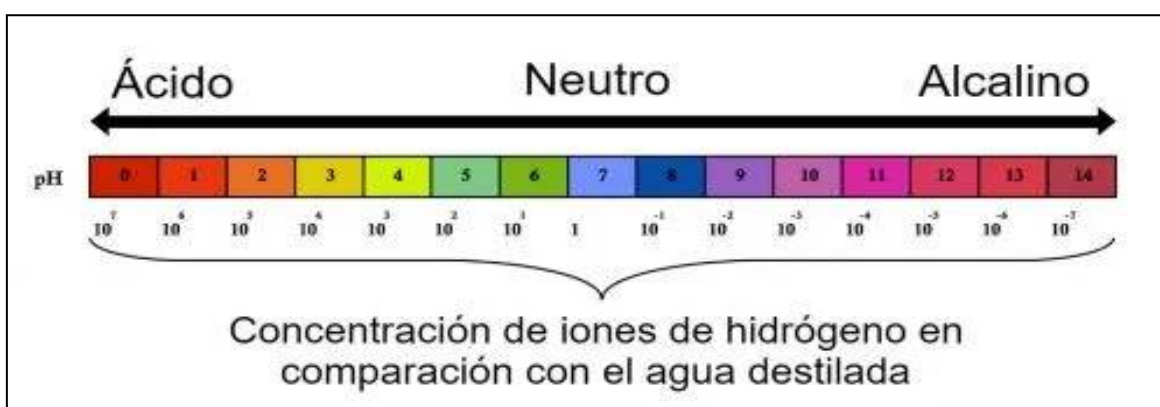 Ácido Neutro Alcalino
pH 0 1 2 3 4 5 6 7 8 9 10 11 12 13 14
10⁷ 10⁶ 10⁵ 10⁴ 10³ 10² 10¹ 1 10⁻¹ 10⁻² 10⁻³ 10⁻⁴ 10⁻⁵ 10⁻⁶ 10⁻⁷
Concentración de iones de hidrógeno en
comparación con el agua destilada